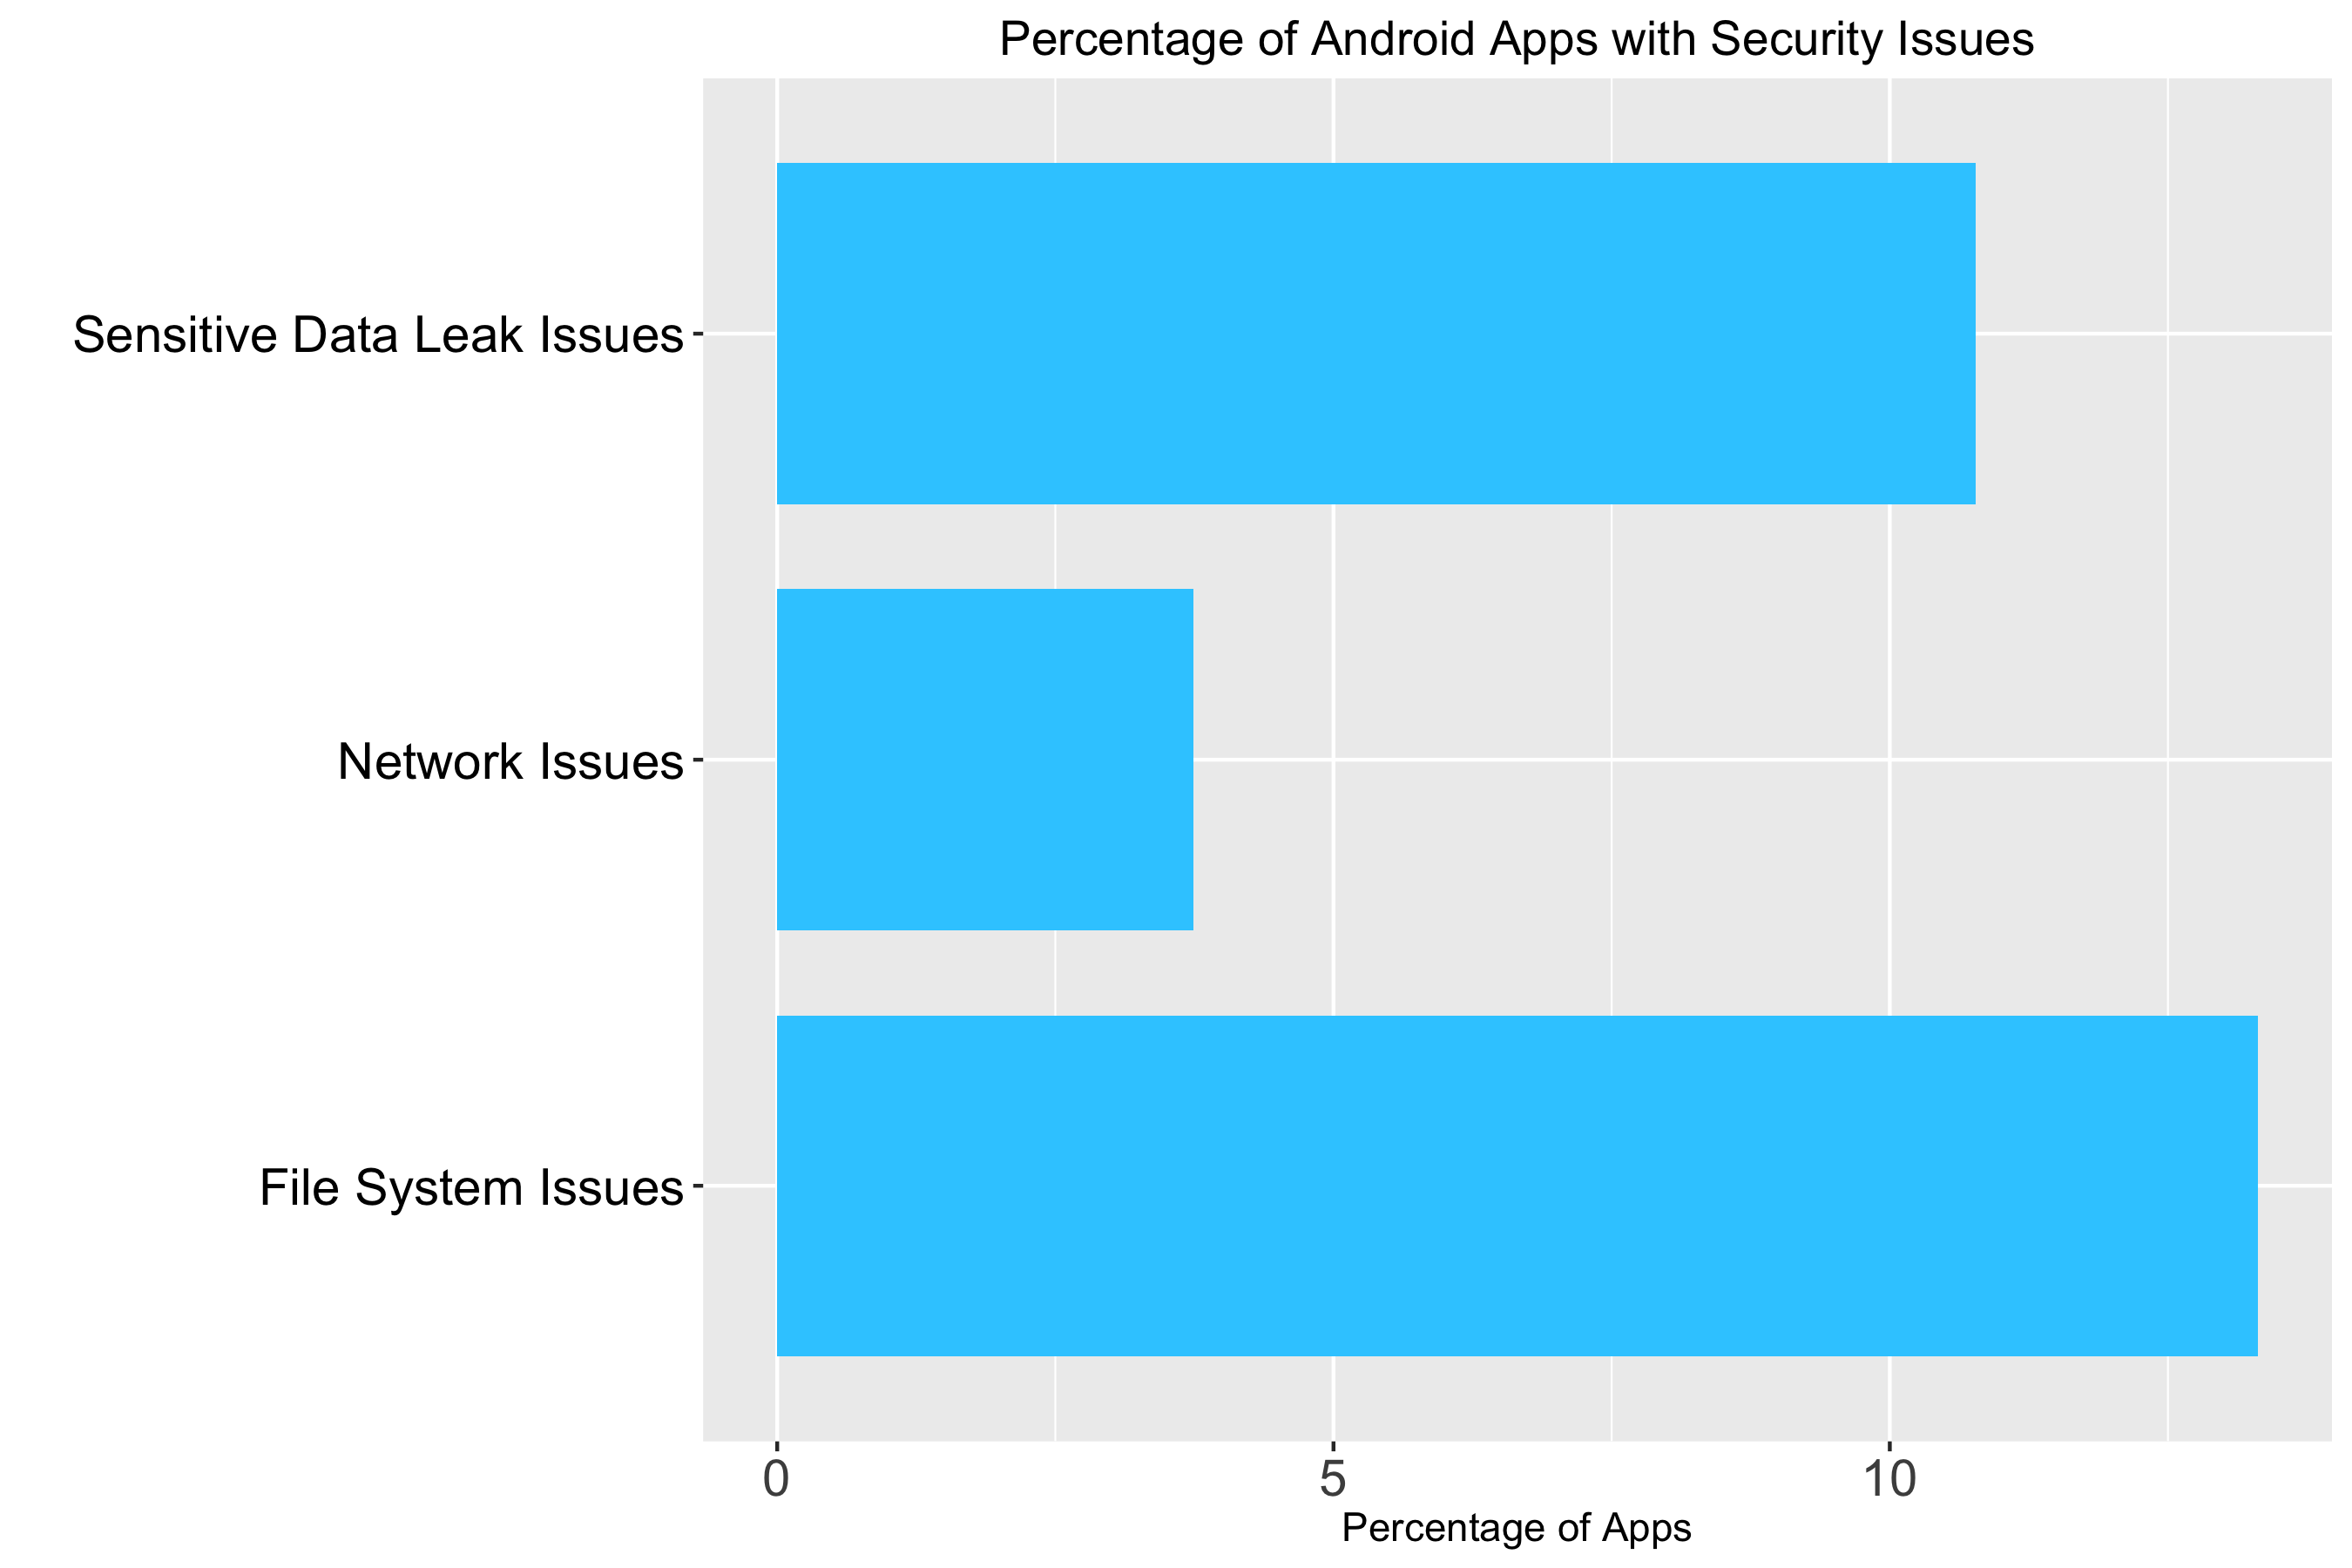 Percentage of Android Apps with Security Issues
Sensitive Data Leak Issues
Network Issues
File System Issues
0 5 10
Percentage of Apps